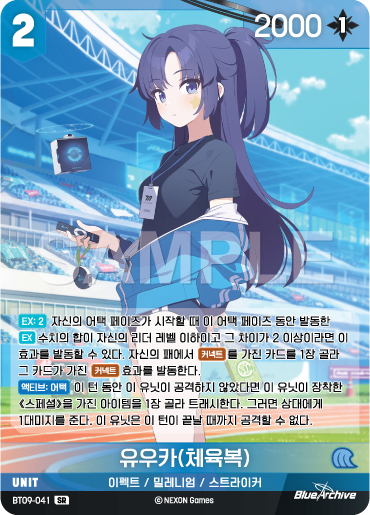 2
2000 1
SAMPLE
EX: 2 자신의 어택 페이즈가 시작할 때 이 어택 페이즈 동안 발동한
EX 수치의 합이 자신의 리더 레벨 이하이고 그 차이가 2 이상이라면 이
효과를 발동할 수 있다. 자신의 패에서 커넥트 를 가진 카드를 1장 골라
그 카드가 가진 커넥트 효과를 발동한다.
액티브: 어택 이 턴 동안 이 유닛이 공격하지 않았다면 이 유닛이 장착한
《스페셜》을 가진 아이템을 1장 골라 트래시한다. 그러면 상대에게
1대미지를 준다. 이 유닛은 이 턴이 끝날 때까지 공격할 수 없다.
유우카(체육복)
UNIT 이펙트 / 밀레니엄 / 스트라이커
BT09-041 SR © NEXON Games BlueArchive